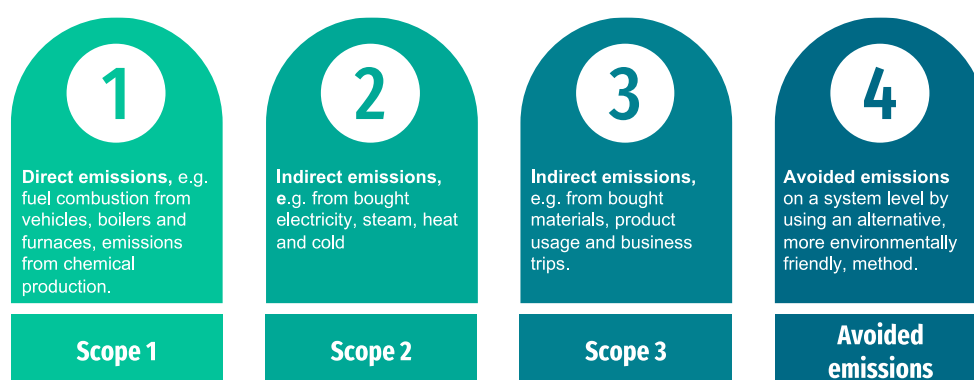 1
Direct emissions, e.g.
fuel combustion from
vehicles, boilers and
furnaces, emissions
from chemical
production.
Scope 1
2
Indirect emissions,
e.g. from bought
electricity, steam, heat
and cold
Scope 2
3
Indirect emissions,
e.g. from bought
materials, product
usage and business
trips.
Scope 3
4
Avoided emissions
on a system level by
using an alternative,
more environmentally
friendly, method.
Avoided
emissions